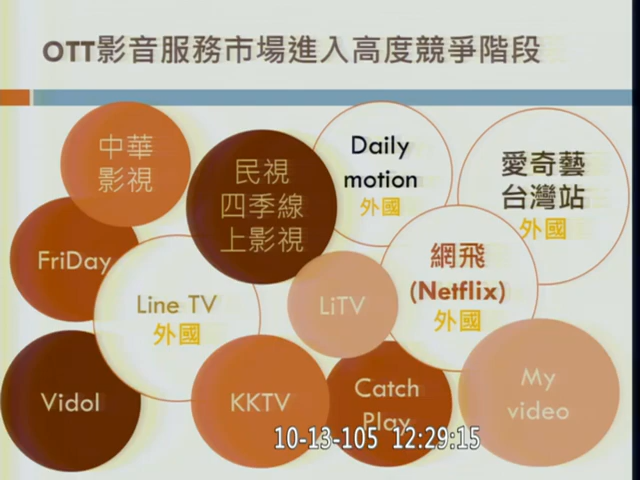 OTT影音服務市場進入高度競爭階段
中華
影視
民視
四季線
上影視
Daily
motion
外國
愛奇藝
台灣站
外國
FriDay
Line TV
外國
LiTV
網飛
(Netflix)
外國
Vidol
KKTV
Catch
Play
My
video
10-13-105 12:29:15